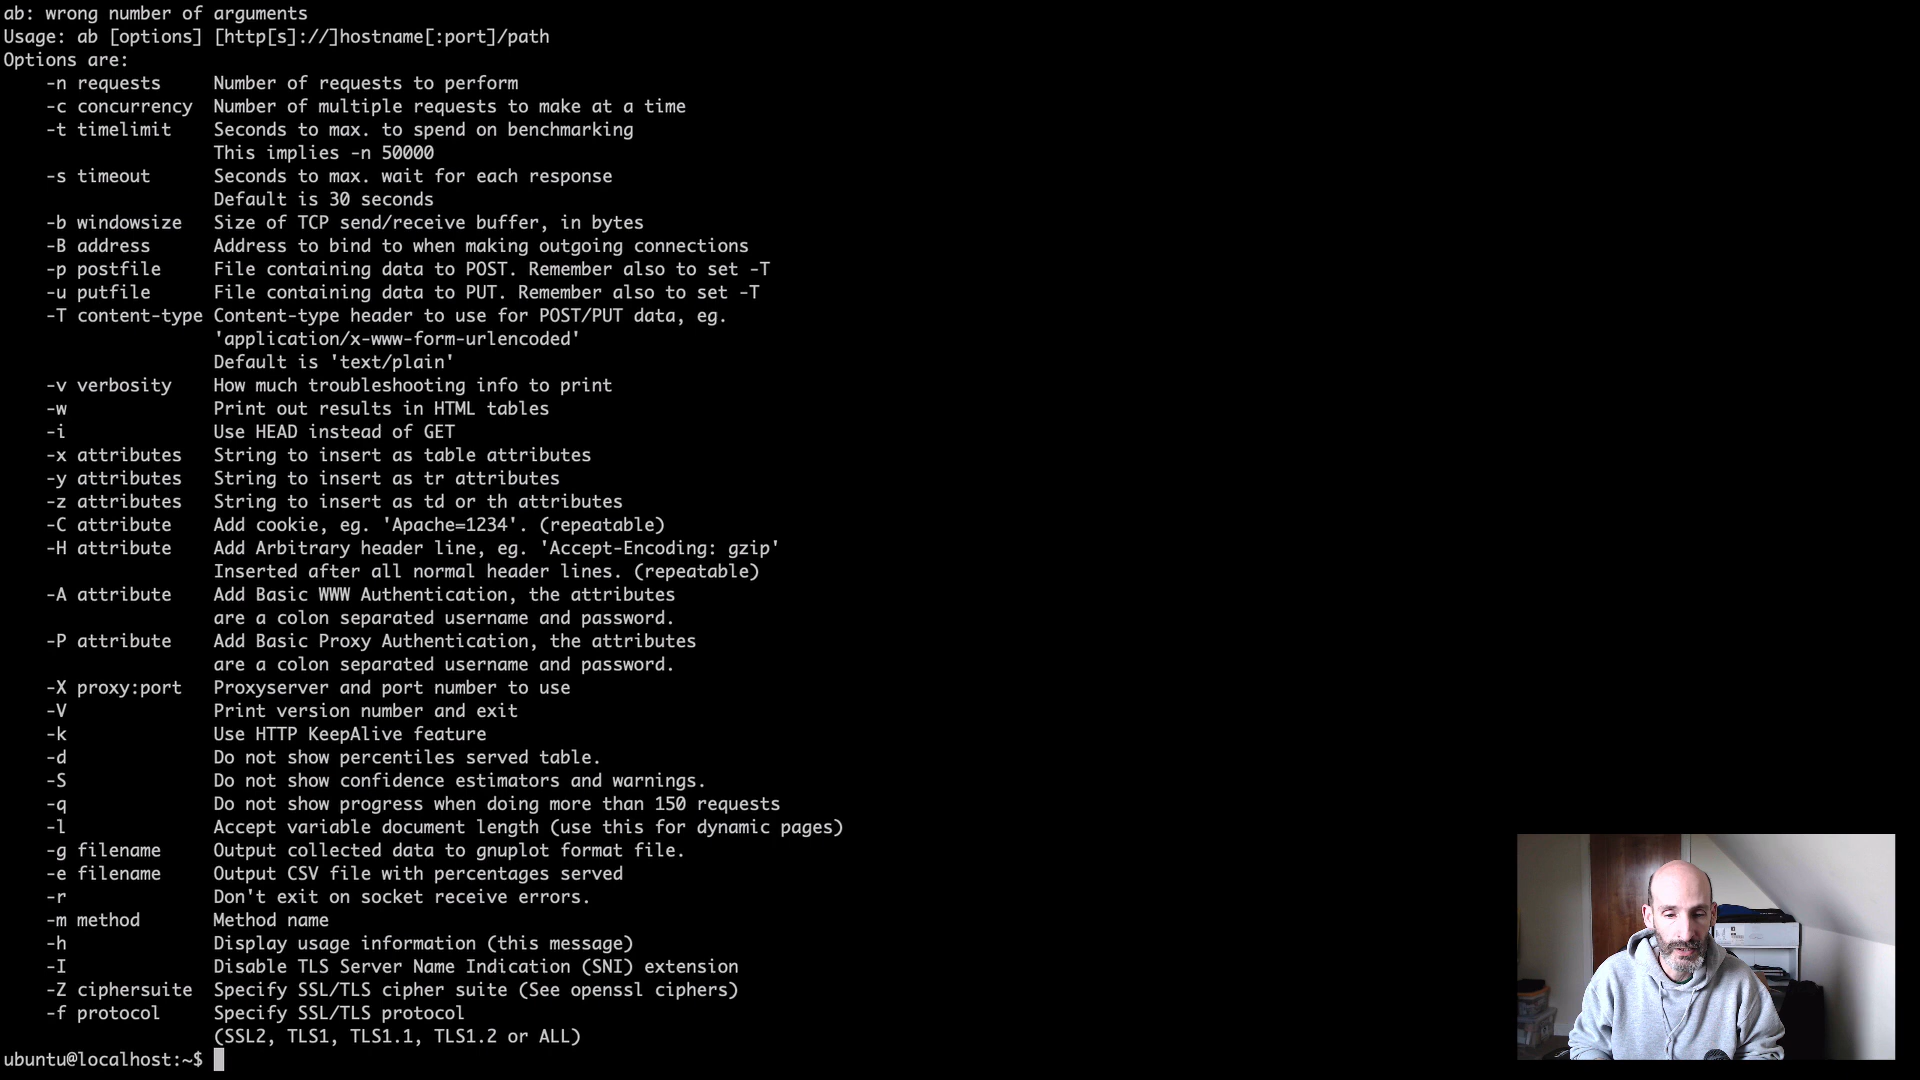 ab: wrong number of arguments
Usage: ab [options] [http[s]://]hostname[:port]/path
Options are:
    -n requests     Number of requests to perform
    -c concurrency  Number of multiple requests to make at a time
    -t timelimit    Seconds to max. to spend on benchmarking
                    This implies -n 50000
    -s timeout      Seconds to max. wait for each response
                    Default is 30 seconds
    -b windowsize   Size of TCP send/receive buffer, in bytes
    -B address      Address to bind to when making outgoing connections
    -p postfile     File containing data to POST. Remember also to set -T
    -u putfile      File containing data to PUT. Remember also to set -T
    -T content-type Content-type header to use for POST/PUT data, eg.
                    'application/x-www-form-urlencoded'
                    Default is 'text/plain'
    -v verbosity    How much troubleshooting info to print
    -w              Print out results in HTML tables
    -i              Use HEAD instead of GET
    -x attributes   String to insert as table attributes
    -y attributes   String to insert as tr attributes
    -z attributes   String to insert as td or th attributes
    -C attribute    Add cookie, eg. 'Apache=1234'. (repeatable)
    -H attribute    Add Arbitrary header line, eg. 'Accept-Encoding: gzip'
                    Inserted after all normal header lines. (repeatable)
    -A attribute    Add Basic WWW Authentication, the attributes
                    are a colon separated username and password.
    -P attribute    Add Basic Proxy Authentication, the attributes
                    are a colon separated username and password.
    -X proxy:port   Proxyserver and port number to use
    -V              Print version number and exit
    -k              Use HTTP KeepAlive feature
    -d              Do not show percentiles served table.
    -S              Do not show confidence estimators and warnings.
    -q              Do not show progress when doing more than 150 requests
    -l              Accept variable document length (use this for dynamic pages)
    -g filename     Output collected data to gnuplot format file.
    -e filename     Output CSV file with percentages served
    -r              Don't exit on socket receive errors.
    -m method       Method name
    -h              Display usage information (this message)
    -I              Disable TLS Server Name Indication (SNI) extension
    -Z ciphersuite  Specify SSL/TLS cipher suite (See openssl ciphers)
    -f protocol     Specify SSL/TLS protocol
                    (SSL2, TLS1, TLS1.1, TLS1.2 or ALL)
ubuntu@localhost:~$